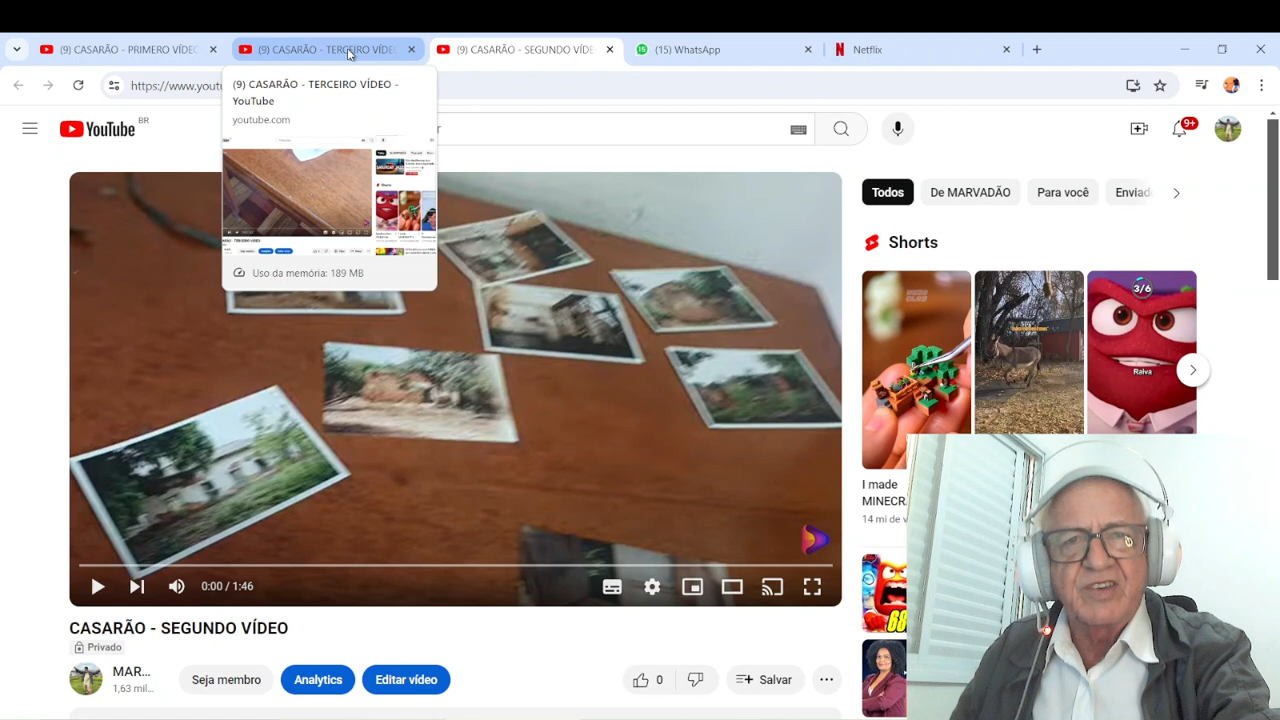 (9) CASARÃO - PRIMERO VÍDEO
(9) CASARÃO - TERCEIRO VÍDEO
(9) CASARÃO - SEGUNDO VÍDE
(15) WhatsApp
Netflix
https://www.yout
(9) CASARÃO - TERCEIRO VÍDEO -
YouTube
youtube.com
Uso da memória: 189 MB
YouTube BR
9+
Todos
De MARVADÃO
Para você
Enviad
Shorts
3/6
Raiva
I made
MINECR
14 mi de v
0:00 / 1:46
CASARÃO - SEGUNDO VÍDEO
Privado
MAR...
1,63 mil...
Seja membro
Analytics
Editar vídeo
0
Salvar
68